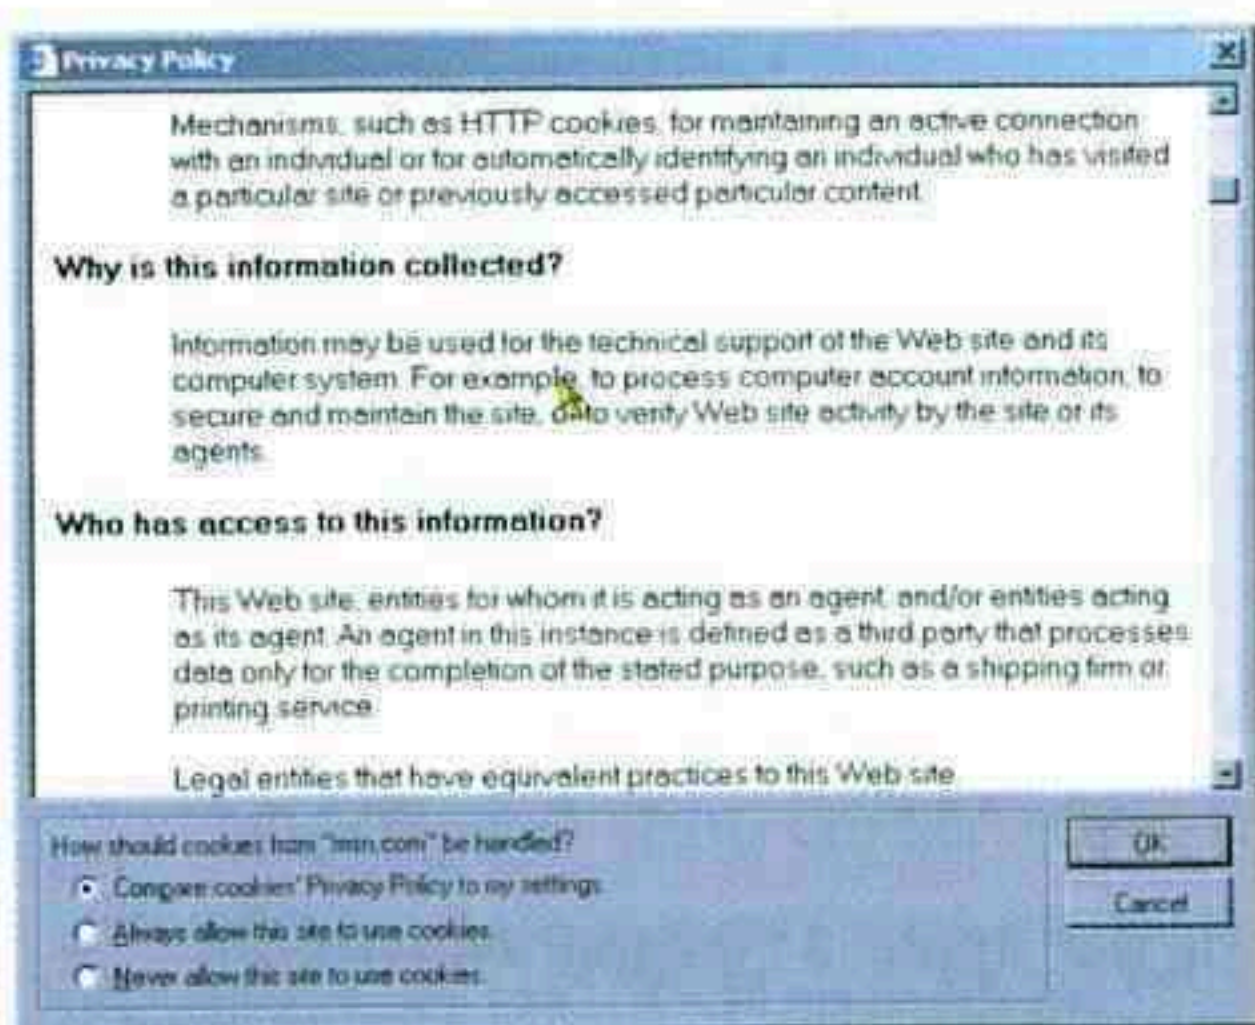 Privacy Policy
Mechanisms, such as HTTP cookies, for maintaining an active connection
with an individual or for automatically identifying an individual who has visited
a particular site or previously accessed particular content.
Why is this information collected?
Information may be used for the technical support of the Web site and its
computer system. For example, to process computer account information, to
secure and maintain the site, or to verify Web site activity by the site or its
agents.
Who has access to this information?
This Web site, entities for whom it is acting as an agent, and/or entities acting
as its agent. An agent in this instance is defined as a third party that processes
data only for the completion of the stated purpose, such as a shipping firm or
printing service.
Legal entities that have equivalent practices to this Web site
How should cookies from "msn.com" be handled?
Compare cookies' Privacy Policy to my settings
Always allow this site to use cookies.
Never allow this site to use cookies.
OK
Cancel